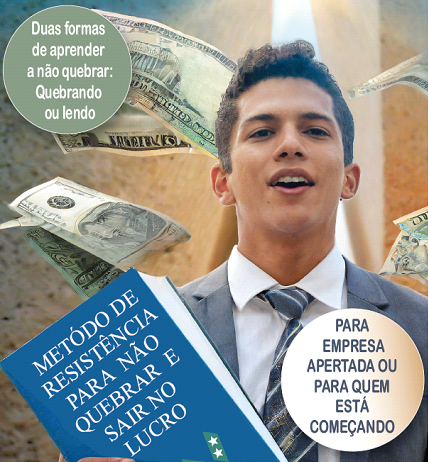 Duas formas
de aprender
a não quebrar:
Quebrando
ou lendo
METÓDO DE
RESISTÊNCIA
PARA NÃO
QUEBRAR E
SAIR NO
LUCRO
PARA
EMPRESA
APERTADA OU
PARA QUEM
ESTÁ
COMEÇANDO